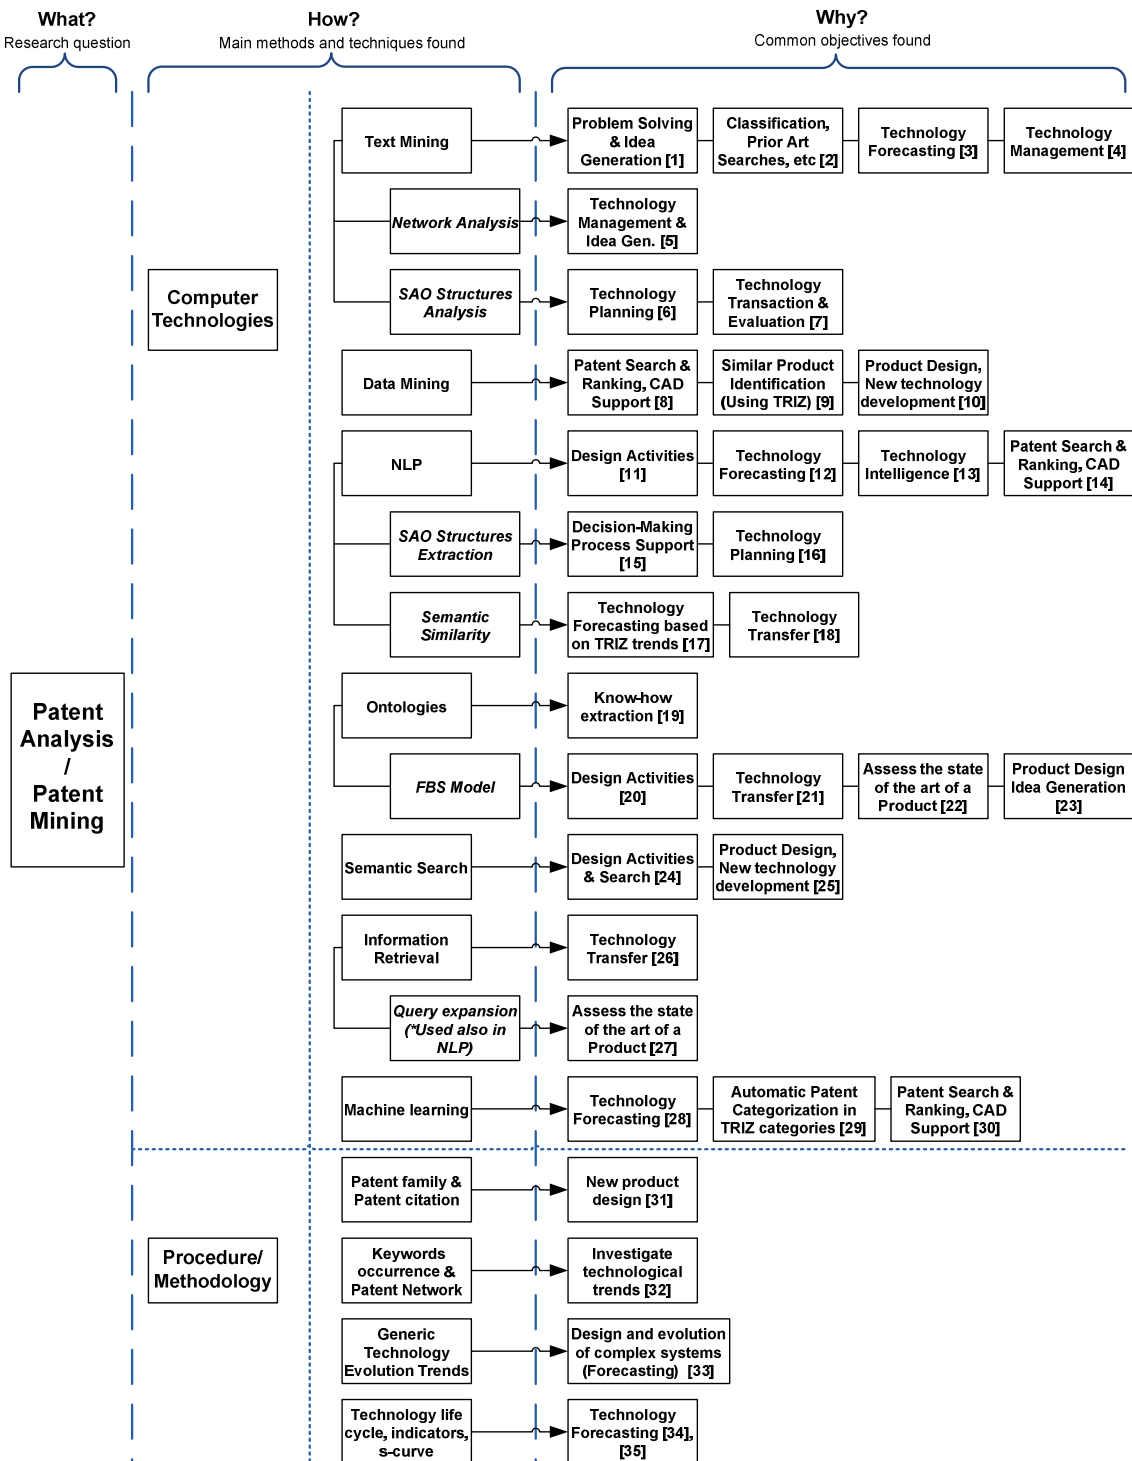 What?
Research question
How?
Main methods and techniques found
Why?
Common objectives found
Text Mining
Problem Solving
& Idea
Generation [1]
Classification,
Prior Art
Searches, etc [2]
Technology
Forecasting [3]
Technology
Management [4]
Network Analysis
Technology
Management &
Idea Gen. [5]
Computer
Technologies
SAO Structures
Analysis
Technology
Planning [6]
Technology
Transaction &
Evaluation [7]
Data Mining
Patent Search &
Ranking, CAD
Support [8]
Similar Product
Identification
(Using TRIZ) [9]
Product Design,
New technology
development [10]
NLP
Design Activities
[11]
Technology
Forecasting [12]
Technology
Intelligence [13]
Patent Search &
Ranking, CAD
Support [14]
SAO Structures
Extraction
Decision-Making
Process Support
[15]
Technology
Planning [16]
Semantic
Similarity
Technology
Forecasting based
on TRIZ trends [17]
Technology
Transfer [18]
Patent
Analysis
/
Patent
Mining
Ontologies
Know-how
extraction [19]
FBS Model
Design Activities
[20]
Technology
Transfer [21]
Assess the state
of the art of a
Product [22]
Product Design
Idea Generation
[23]
Semantic Search
Design Activities
& Search [24]
Product Design,
New technology
development [25]
Information
Retrieval
Technology
Transfer [26]
Query expansion
(*Used also in
NLP)
Assess the state
of the art of a
Product [27]
Machine learning
Technology
Forecasting [28]
Automatic Patent
Categorization in
TRIZ categories [29]
Patent Search &
Ranking, CAD
Support [30]
Patent family &
Patent citation
New product
design [31]
Procedure/
Methodology
Keywords
occurrence &
Patent Network
Investigate
technological
trends [32]
Generic
Technology
Evolution Trends
Design and evolution
of complex systems
(Forecasting) [33]
Technology life
cycle, indicators,
s-curve
Technology
Forecasting [34],
[35]